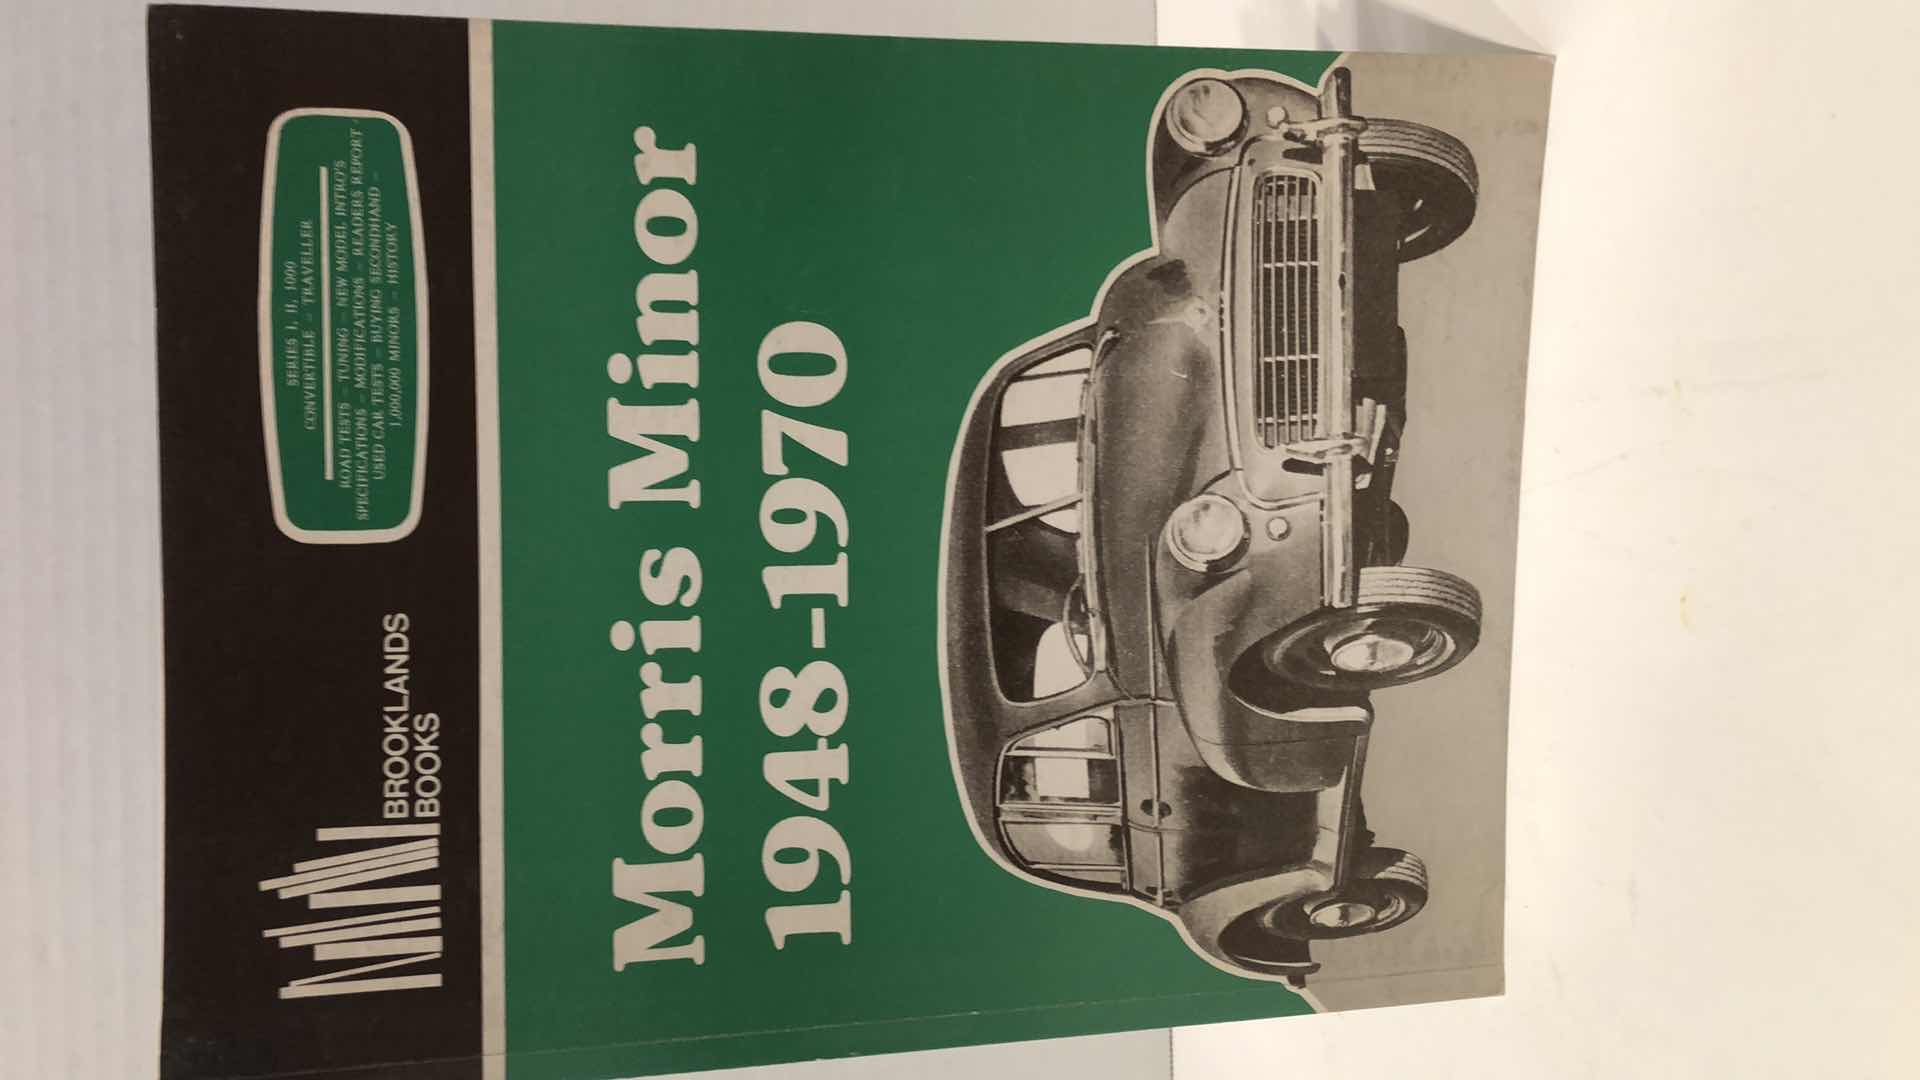 BROOKLANDS
BOOKS
SERIES I, II, 1000
CONVERTIBLE – TRAVELLER
ROAD TESTS – TUNING – NEW MODEL INTRO'S
SPECIFICATIONS – MODIFICATIONS – READERS REPORT –
USED CAR TESTS – BUYING SECONDHAND –
1,000,000 MINORS – HISTORY
Morris Minor
1948-1970